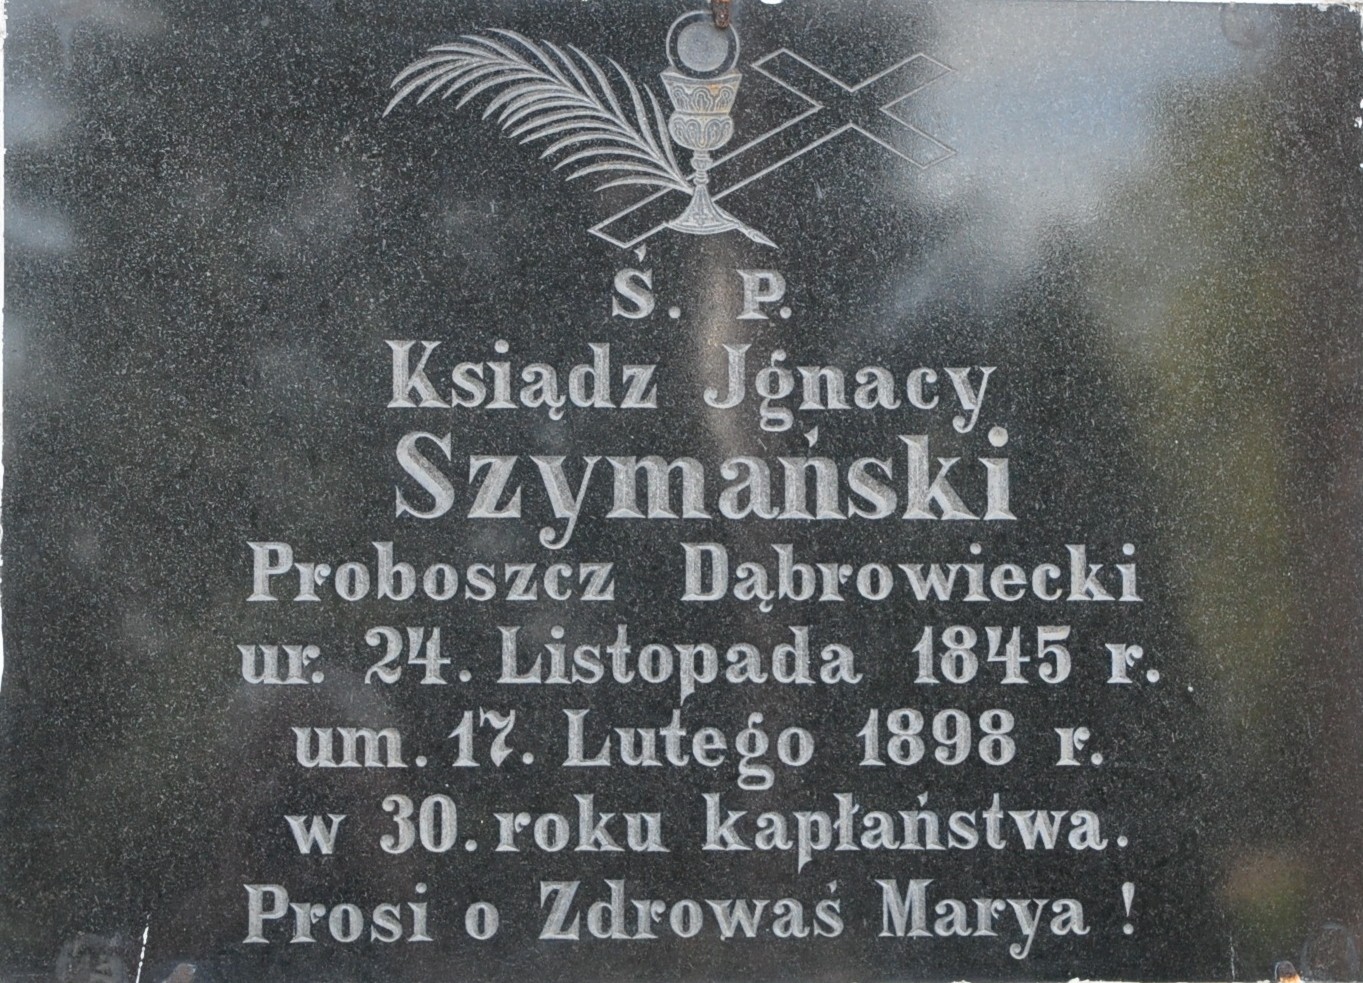 Ś. P.
Ksiądz Jgnacy
Szymański
Proboszcz Dąbrowiecki
ur. 24. Listopada 1845 r.
um. 17. Lutego 1898 r.
w 30. roku kapłaństwa.
Prosi o Zdrowaś Marya!